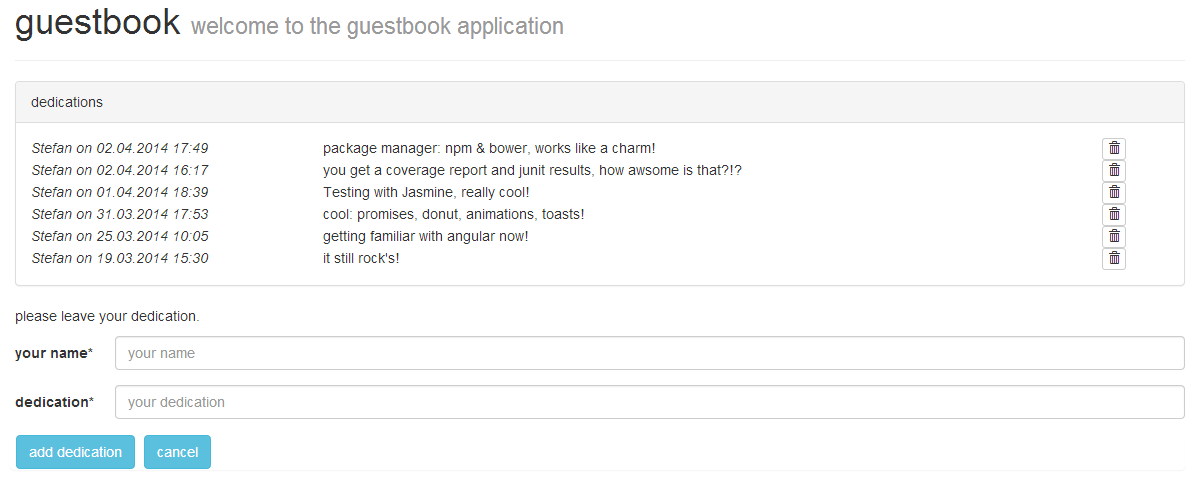 guestbook welcome to the guestbook application
dedications
Stefan on 02.04.2014 17:49 package manager: npm & bower, works like a charm!
Stefan on 02.04.2014 16:17 you get a coverage report and junit results, how awsome is that?!?
Stefan on 01.04.2014 18:39 Testing with Jasmine, really cool!
Stefan on 31.03.2014 17:53 cool: promises, donut, animations, toasts!
Stefan on 25.03.2014 10:05 getting familiar with angular now!
Stefan on 19.03.2014 15:30 it still rock's!
please leave your dedication.
your name* your name
dedication* your dedication
add dedication cancel